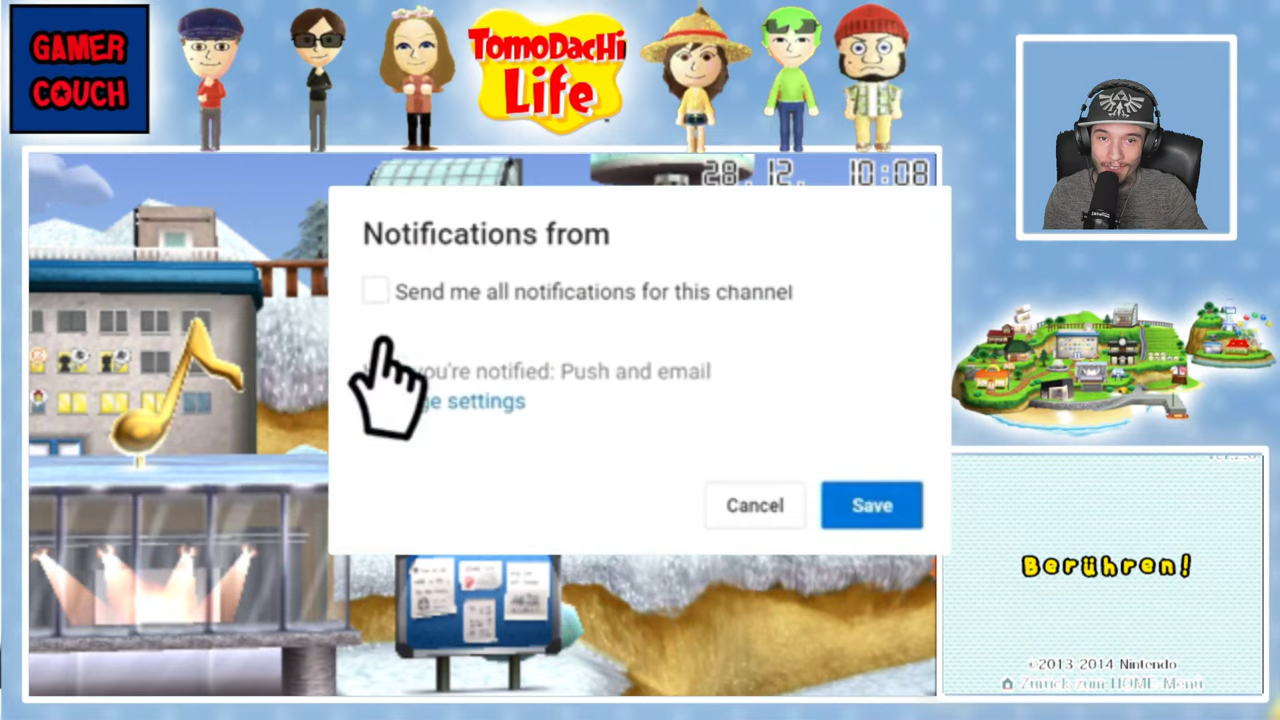 GAMER
COUCH
TOMODACHI
Life
28.12. 10:08
Notifications from
Send me all notifications for this channel
you're notified: Push and email
ge settings
Cancel
Save
Berühren!
©2013-2014 Nintendo
Zurück zum HOME-Menü